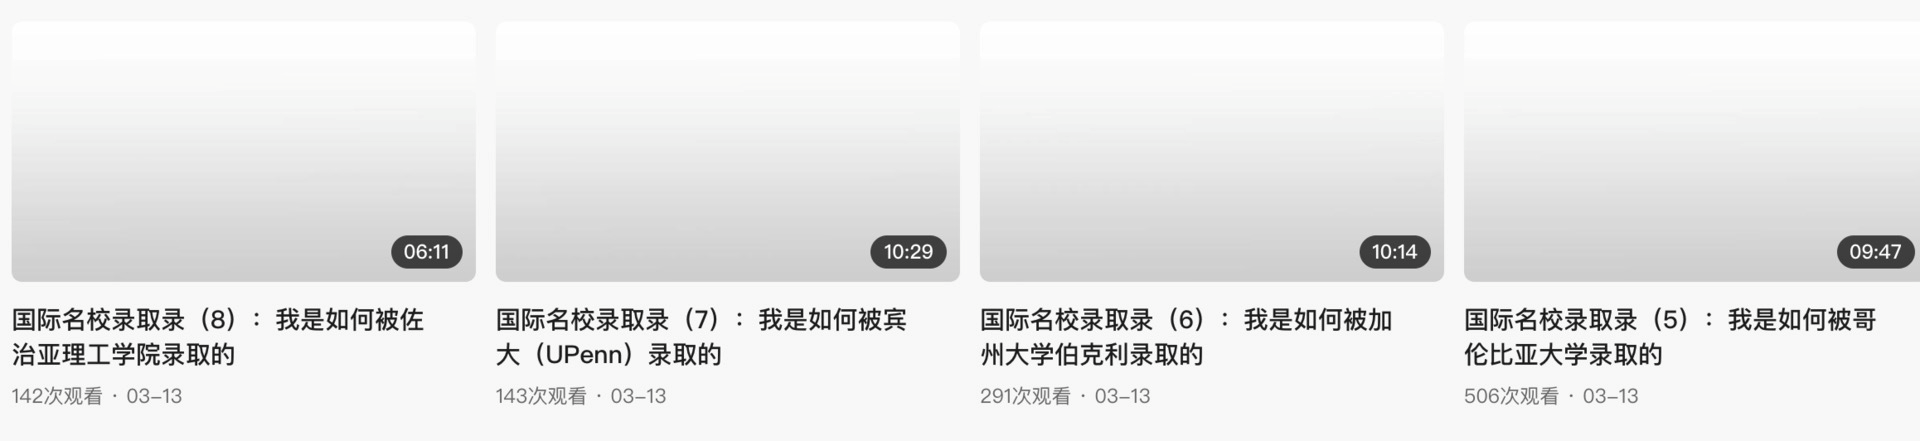 06:11
国际名校录取录（8）：我是如何被佐
治亚理工学院录取的
142次观看 · 03-13
10:29
国际名校录取录（7）：我是如何被宾
大（UPenn）录取的
143次观看 · 03-13
10:14
国际名校录取录（6）：我是如何被加
州大学伯克利录取的
291次观看 · 03-13
09:47
国际名校录取录（5）：我是如何被哥
伦比亚大学录取的
506次观看 · 03-13